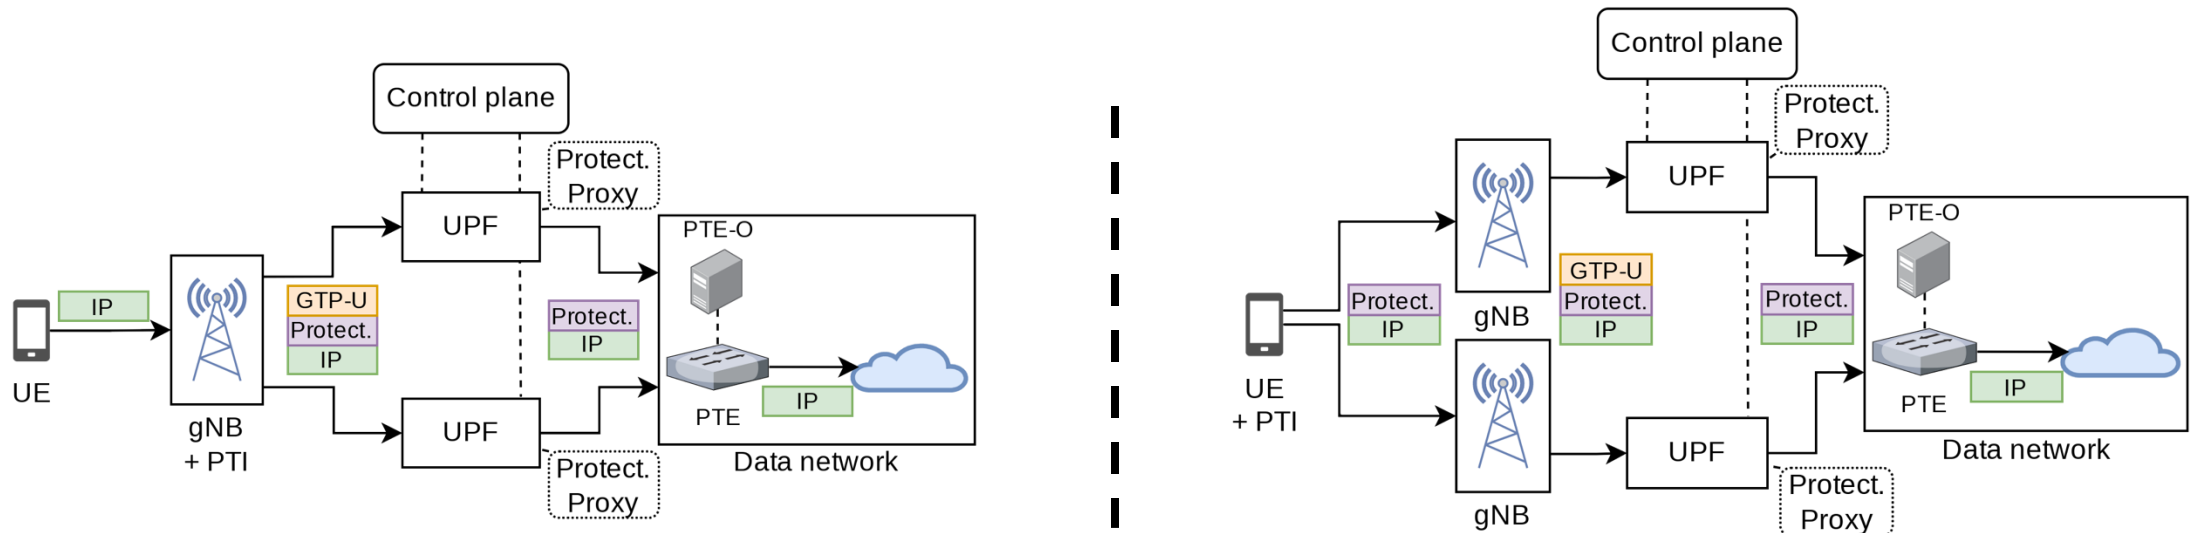 Control plane
Protect.
Proxy
UPF
PTE-O
IP
GTP-U
Protect.
IP
Protect.
IP
UE
gNB
+ PTI
UPF
PTE
IP
Data network
Protect.
Proxy
Control plane
Protect.
Proxy
UPF
PTE-O
GTP-U
Protect.
IP
Protect.
IP
Protect.
IP
gNB
UE
+ PTI
PTE
IP
Data network
UPF
gNB
Protect.
Proxy